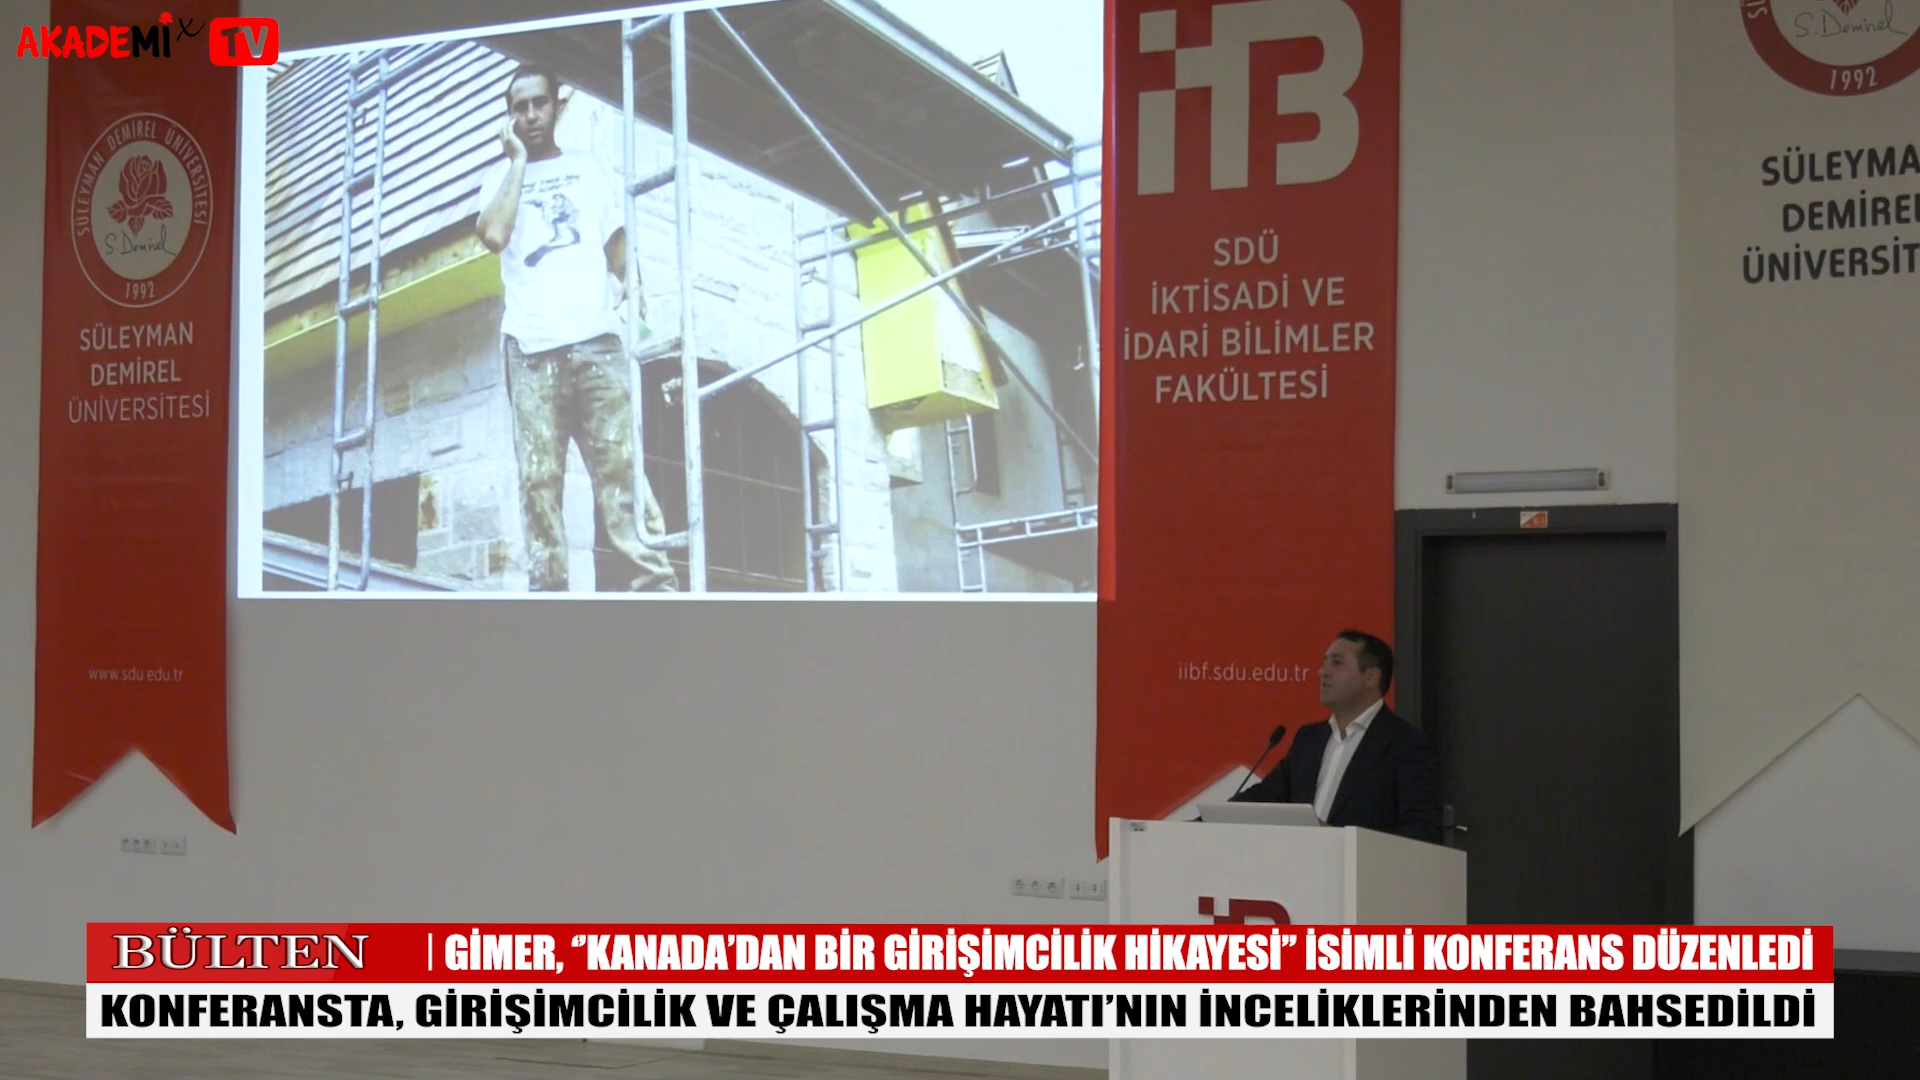 AKADEMİX TV
SÜLEYMAN DEMİREL ÜNİVERSİTESİ
S. Demirel
1992
SÜLEYMAN
DEMİREL
ÜNİVERSİTESİ
www.sdu.edu.tr
iiB
SDÜ
İKTİSADİ VE
İDARİ BİLİMLER
FAKÜLTESİ
iibf.sdu.edu.tr
S. Demirel
1992
SÜLEYMA
DEMİREL
ÜNİVERSİT
iiB
BÜLTEN | GİMER, ‘’KANADA’DAN BİR GİRİŞİMCİLİK HİKAYESİ’’ İSİMLİ KONFERANS DÜZENLEDİ
KONFERANSTA, GİRİŞİMCİLİK VE ÇALIŞMA HAYATI’NIN İNCELİKLERİNDEN BAHSEDİLDİ